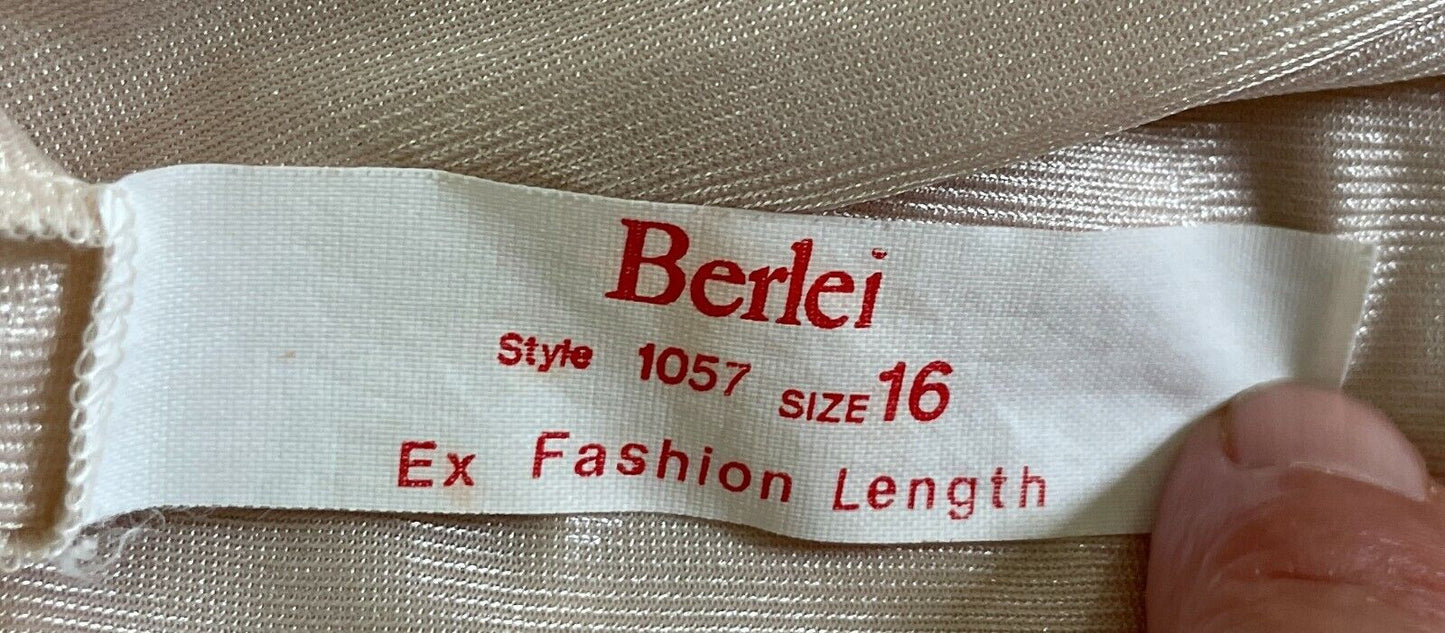 Berlei
Style 1057 SIZE 16
Ex Fashion Length